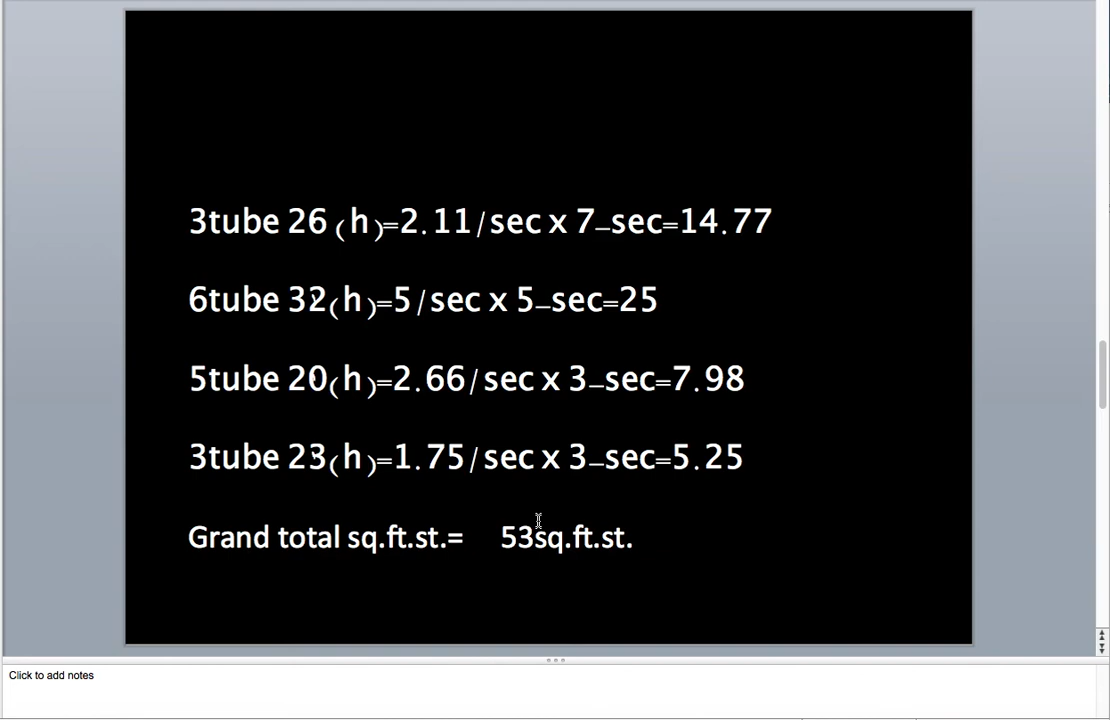 3tube 26 (h)=2.11/sec x 7-sec=14.77
6tube 32(h)=5/sec x 5-sec=25
5tube 20(h)=2.66/sec x 3-sec=7.98
3tube 23(h)=1.75/sec x 3-sec=5.25
Grand total sq.ft.st.= 53sq.ft.st.
Click to add notes